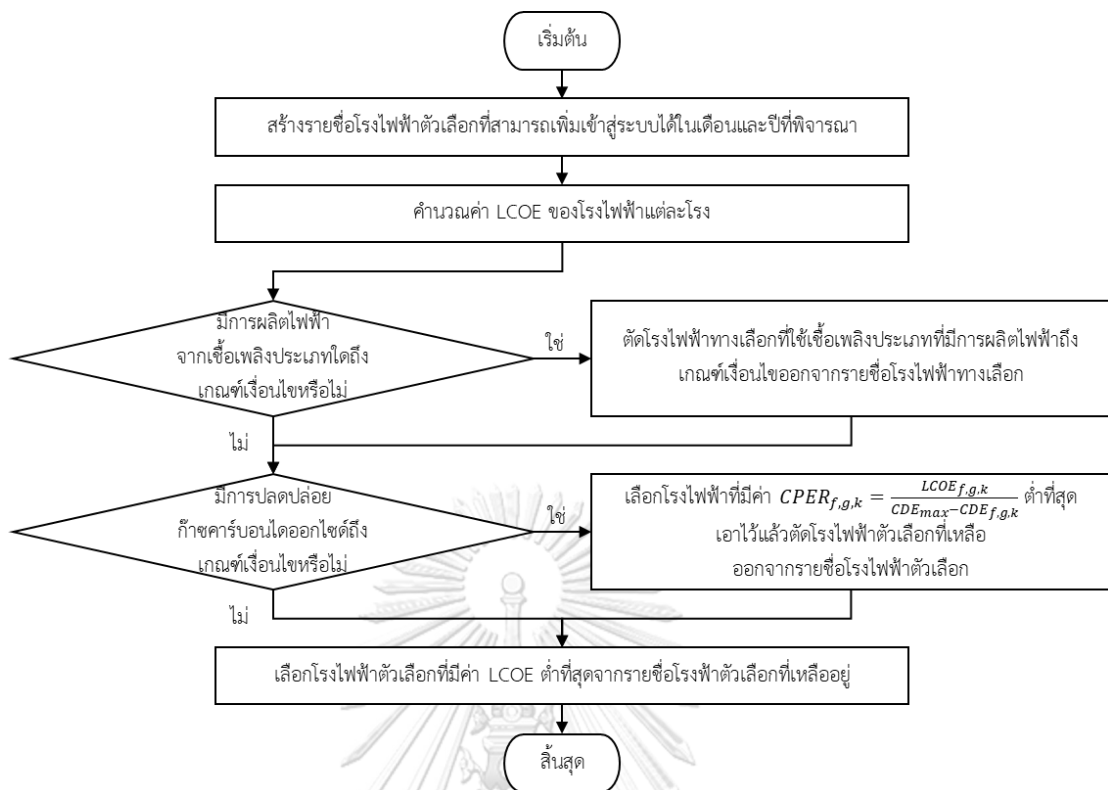 เริ่มต้น
สร้างรายชื่อโรงไฟฟ้าตัวเลือกที่สามารถเพิ่มเข้าสู่ระบบได้ในเดือนและปีที่พิจารณา
คำนวณค่า LCOE ของโรงไฟฟ้าแต่ละโรง
มีการผลิตไฟฟ้า
จากเชื้อเพลิงประเภทใดถึง
เกณฑ์เงื่อนไขหรือไม่
ใช่
ตัดโรงไฟฟ้าทางเลือกที่ใช้เชื้อเพลิงประเภทที่มีการผลิตไฟฟ้าถึง
เกณฑ์เงื่อนไขออกจากรายชื่อโรงไฟฟ้าทางเลือก
ไม่
มีการปลดปล่อย
ก๊าซคาร์บอนไดออกไซด์ถึง
เกณฑ์เงื่อนไขหรือไม่
ใช่
เลือกโรงไฟฟ้าที่มีค่า $CPER_{f,g,k} = \frac{LCOE_{f,g,k}}{CDE_{max}-CDE_{f,g,k}}$ ต่ำที่สุด
เอาไว้แล้วตัดโรงไฟฟ้าตัวเลือกที่เหลือ
ออกจากรายชื่อโรงไฟฟ้าตัวเลือก
ไม่
เลือกโรงไฟฟ้าตัวเลือกที่มีค่า LCOE ต่ำที่สุดจากรายชื่อโรงฟ้าตัวเลือกที่เหลืออยู่
สิ้นสุด